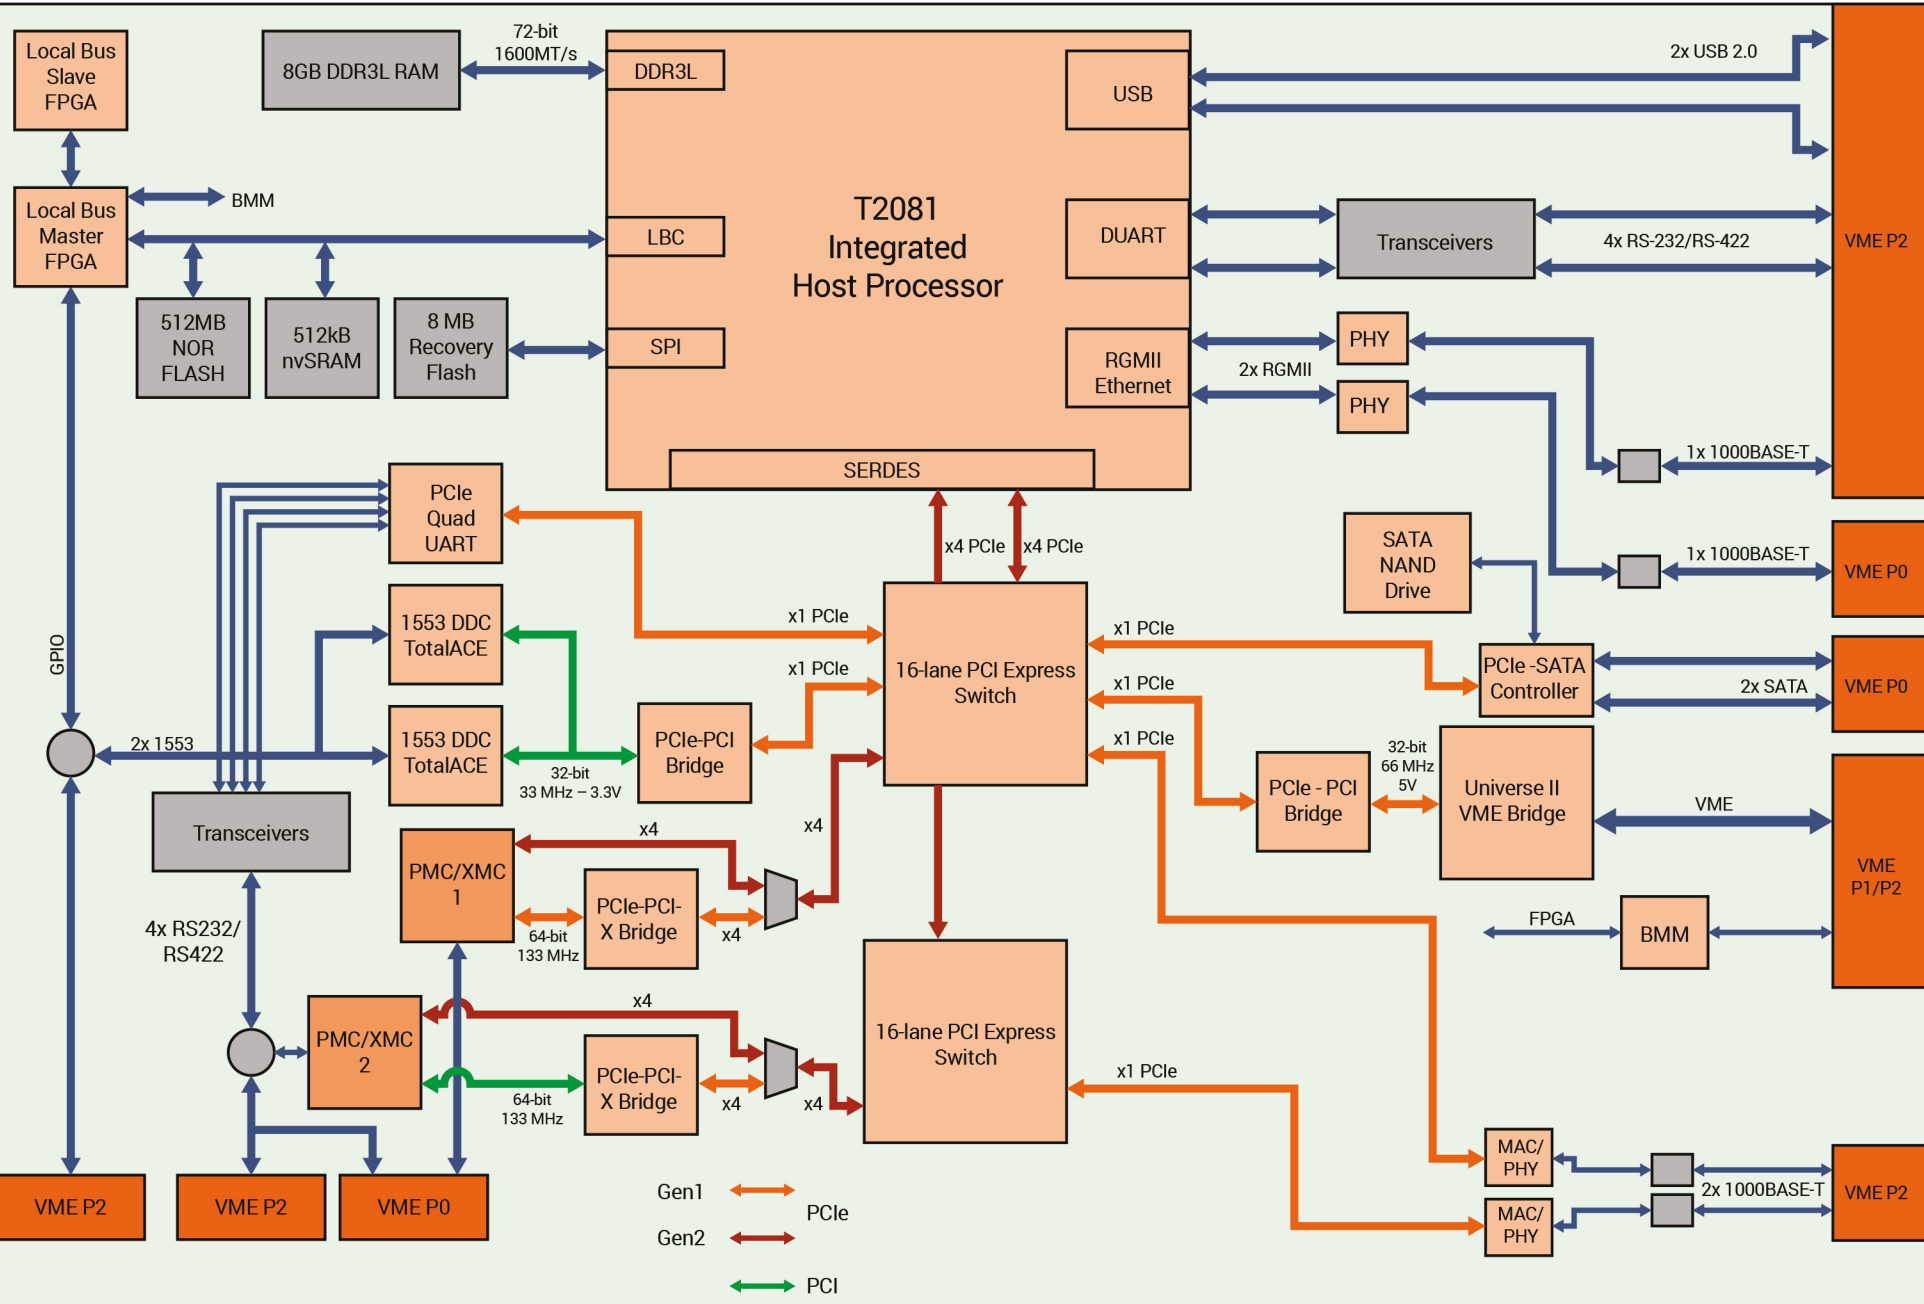 72-bit
1600MT/s
Local Bus
Slave
FPGA
8GB DDR3L RAM
DDR3L
USB
2x USB 2.0
Local Bus
Master
FPGA
BMM
LBC
T2081
Integrated
Host Processor
DUART
Transceivers
4x RS-232/RS-422
VME P2
512MB
NOR
FLASH
512kB
nvSRAM
8 MB
Recovery
Flash
SPI
RGMII
Ethernet
2x RGMII
PHY
PHY
1x 1000BASE-T
SERDES
PCIe
Quad
UART
x4 PCIe
x4 PCIe
SATA
NAND
Drive
1x 1000BASE-T
VME P0
GPIO
1553 DDC
TotalACE
x1 PCIe
x1 PCIe
16-lane PCI Express
Switch
x1 PCIe
x1 PCIe
x1 PCIe
PCIe -SATA
Controller
2x SATA
VME P0
2x 1553
1553 DDC
TotalACE
32-bit
33 MHz – 3.3V
PCIe-PCI
Bridge
PCIe - PCI
Bridge
32-bit
66 MHz
5V
Universe II
VME Bridge
VME
VME
P1/P2
Transceivers
PMC/XMC
1
x4
x4
64-bit
133 MHz
PCIe-PCI-
X Bridge
x4
FPGA
BMM
4x RS232/
RS422
PMC/XMC
2
x4
64-bit
133 MHz
PCIe-PCI-
X Bridge
x4
x4
16-lane PCI Express
Switch
x1 PCIe
MAC/
PHY
MAC/
PHY
2x 1000BASE-T
VME P2
VME P2
VME P2
VME P0
Gen1
PCIe
Gen2
PCI